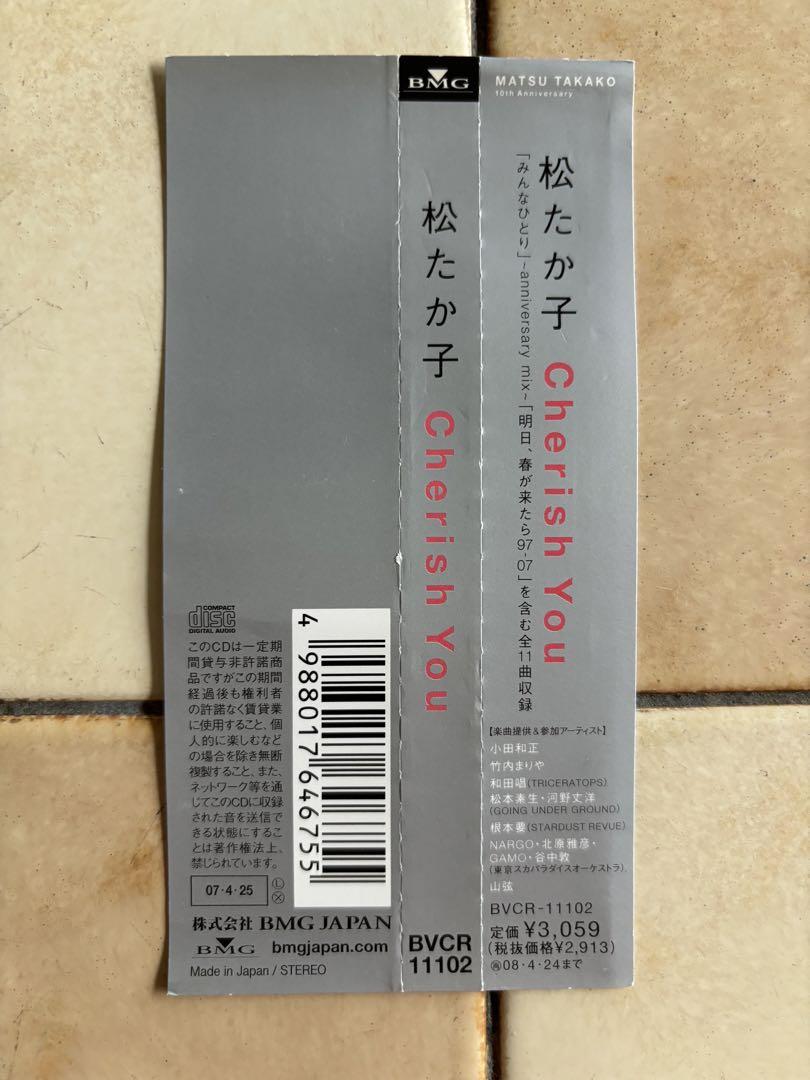 MATSU TAKAKO
10th Anniversary
松たか子 Cherish You
「みんなひとり」~anniversary mix~「明日、春が来たら 97-07」を含む全11曲収録
【楽曲提供&参加アーティスト】
小田和正
竹内まりや
和田唱(TRICERATOPS)
松本素生・河野丈洋
(GOING UNDER GROUND)
根本要(STARDUST REVUE)
NARGO・北原雅彦・
GAMO・谷中敦
(東京スカパラダイスオーケストラ)
山弦
BVCR-11102
定価 ¥3,059
(税抜価格¥2,913)
再08・4・24まで
BMG
松たか子 Cherish You
BVCR
11102
COMPACT
disc
DIGITAL AUDIO
このCDは一定期
間貸与非許諾商
品ですがこの期間
経過後も権利者
の許諾なく賃貸業
に使用すること、個
人的に楽しむなど
の場合を除き無断
複製すること、また、
ネットワーク等を通
じてこのCDに収録
された音を送信で
きる状態にするこ
とは著作権法上、
禁じられています。
4 988017 646755
07・4・25
Ⓛ
Ⓧ
株式会社 BMG JAPAN
BMG bmgjapan.com
Made in Japan / STEREO